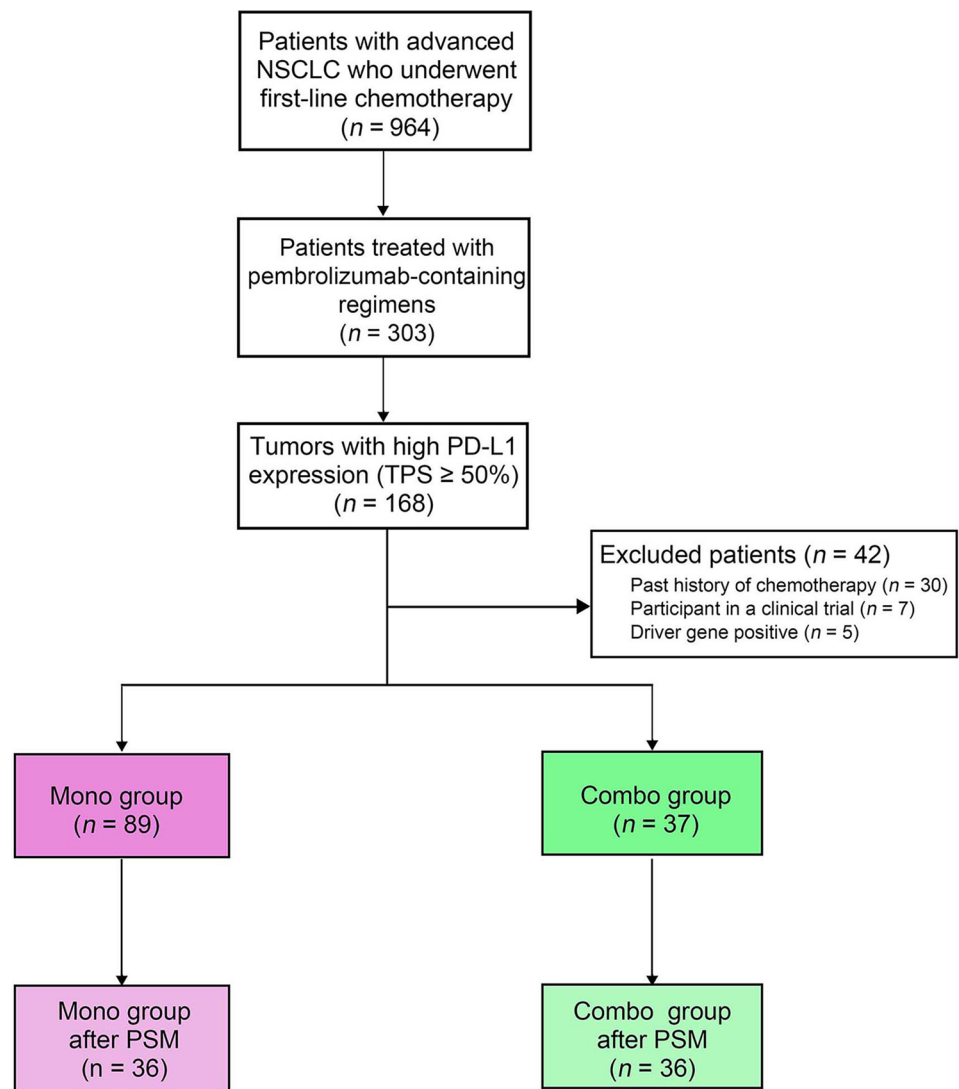 Patients with advanced
NSCLC who underwent
first-line chemotherapy
(n = 964)
Patients treated with
pembrolizumab-containing
regimens
(n = 303)
Tumors with high PD-L1
expression (TPS ≥ 50%)
(n = 168)
Excluded patients (n = 42)
Past history of chemotherapy (n = 30)
Participant in a clinical trial (n = 7)
Driver gene positive (n = 5)
Mono group
(n = 89)
Combo group
(n = 37)
Mono group
after PSM
(n = 36)
Combo group
after PSM
(n = 36)